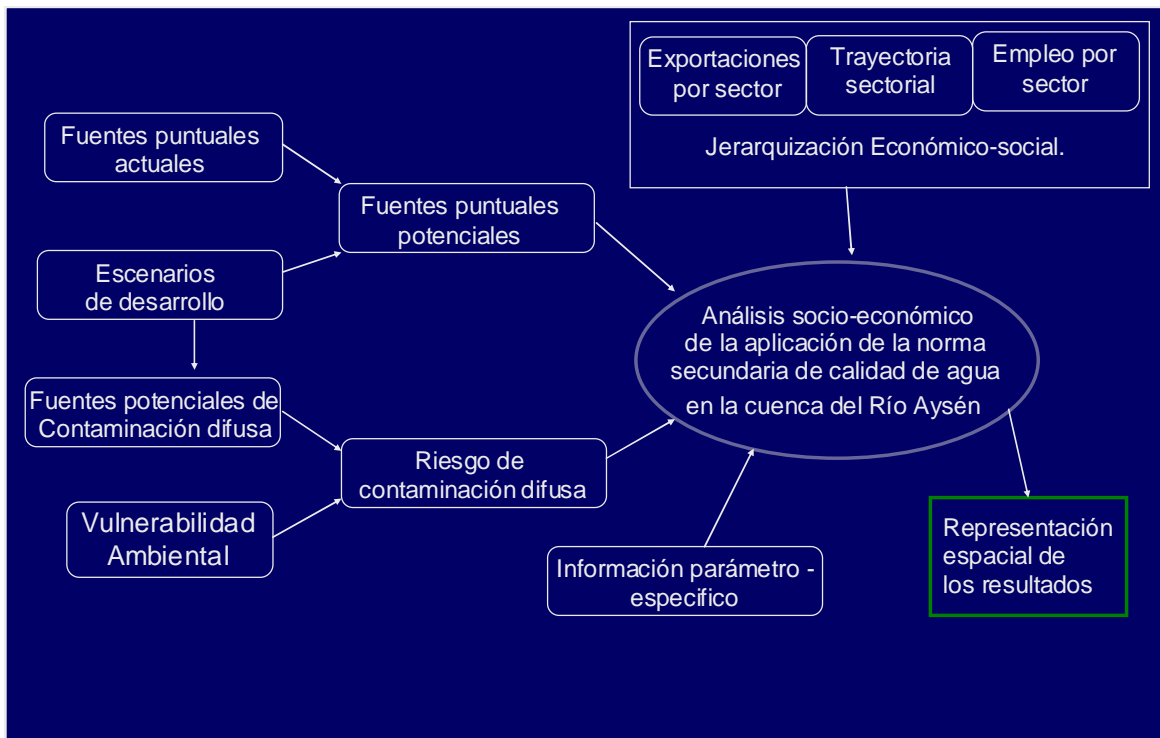 Exportaciones
por sector
Trayectoria
sectorial
Empleo por
sector
Jerarquización Económico-social.
Fuentes puntuales
actuales
Fuentes puntuales
potenciales
Escenarios
de desarrollo
Análisis socio-económico
de la aplicación de la norma
secundaria de calidad de agua
en la cuenca del Río Aysén
Fuentes potenciales de
Contaminación difusa
Riesgo de
contaminación difusa
Vulnerabilidad
Ambiental
Información parámetro -
especifico
Representación
espacial de
los resultados